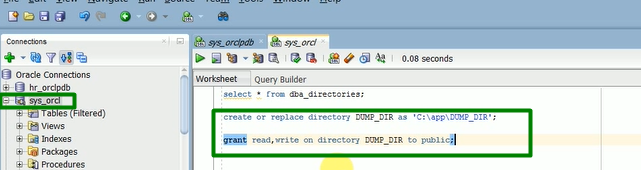 Connections
Oracle Connections
hr_orclpdb
sys_orcl
Tables (Filtered)
Views
Indexes
Packages
Procedures
sys_orclpdb
sys_orcl
0.08 seconds
Worksheet
Query Builder
select * from dba_directories;
create or replace directory DUMP_DIR as 'C:\app\DUMP_DIR';
grant read,write on directory DUMP_DIR to public;